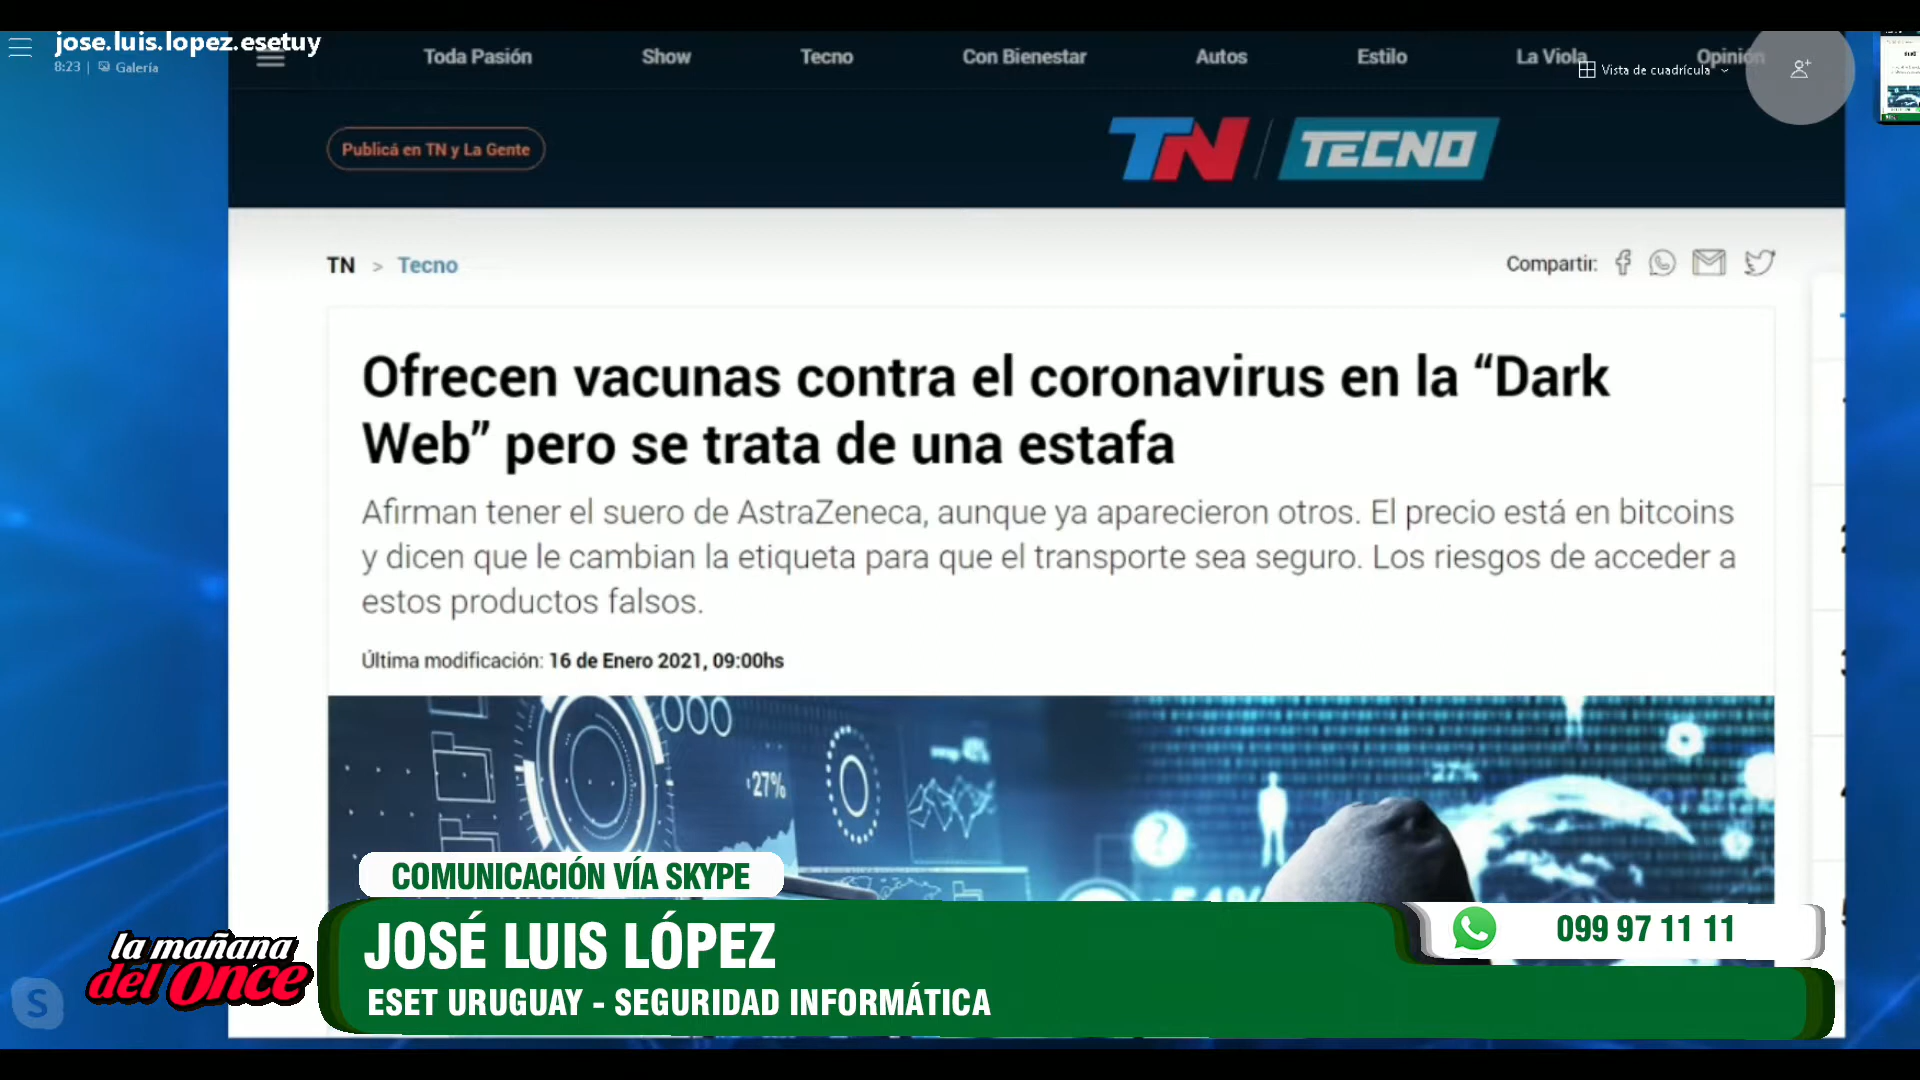 jose.luis.lopez.esetuy
8:23 | Galería
Toda Pasión
Show
Tecno
Con Bienestar
Autos
Estilo
La Viola
Opinión
Vista de cuadrícula
Publicá en TN y La Gente
TN / TECNO
TN > Tecno
Compartir:
Ofrecen vacunas contra el coronavirus en la “Dark
Web” pero se trata de una estafa
Afirman tener el suero de AstraZeneca, aunque ya aparecieron otros. El precio está en bitcoins
y dicen que le cambian la etiqueta para que el transporte sea seguro. Los riesgos de acceder a
estos productos falsos.
Última modificación: 16 de Enero 2021, 09:00hs
27%
27%
54%
COMUNICACIÓN VÍA SKYPE
JOSÉ LUIS LÓPEZ
ESET URUGUAY - SEGURIDAD INFORMÁTICA
099 97 11 11
la mañana
del Once
S